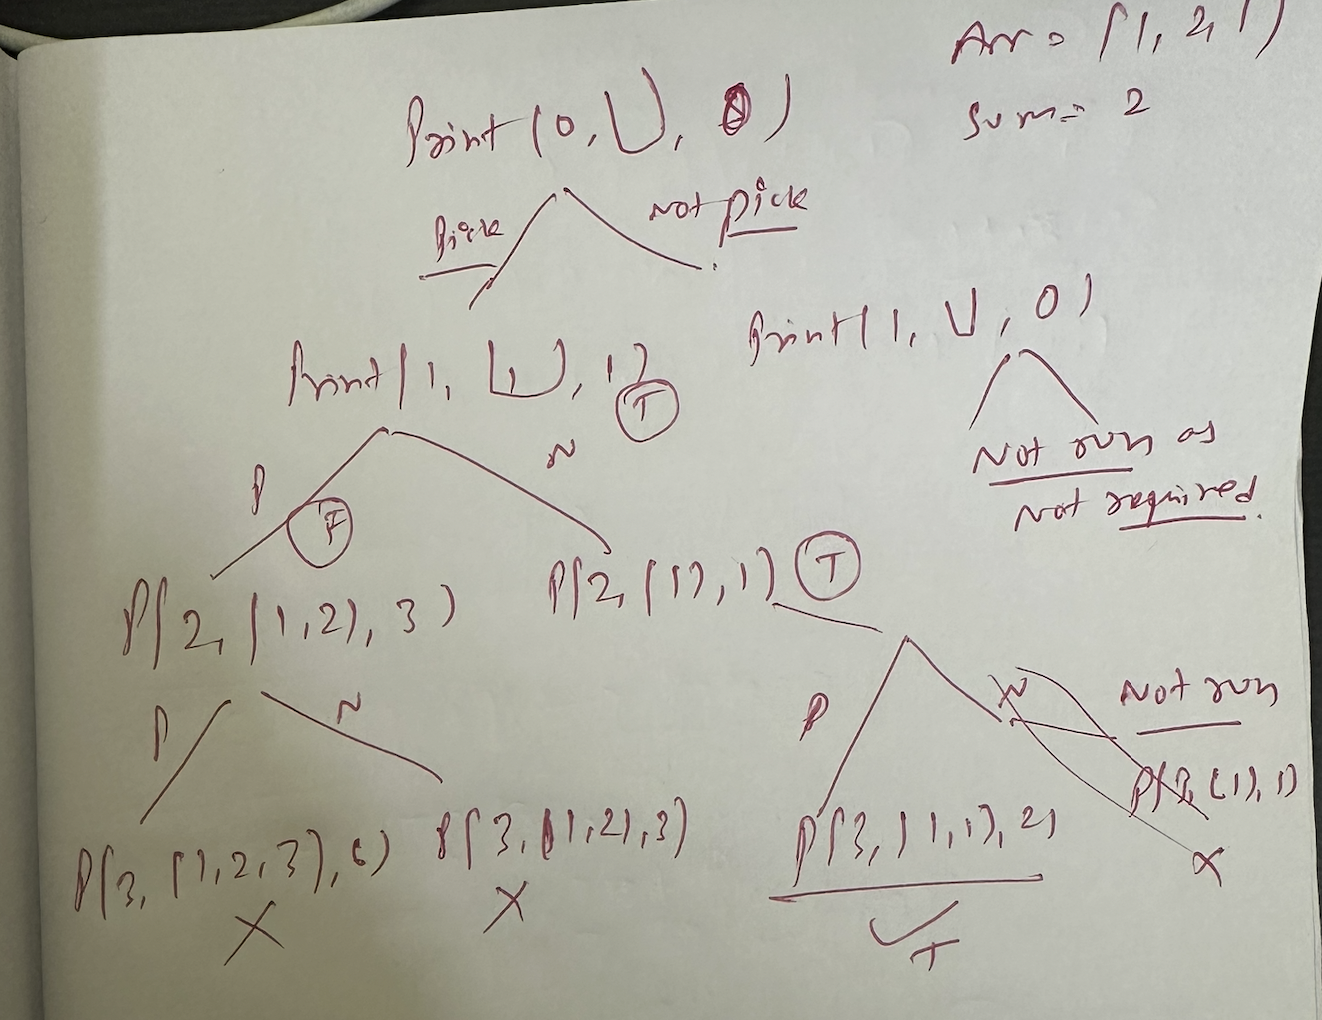 Arr = [1, 2, 1]
Sum = 2
Print (0, [], 0)
Pick
Not pick
Print(1, [1], 1)
T
Print(1, [], 0)
P
N
F
Not run as
Not required.
P(2, [1,2], 3)
P(2, [1], 1) T
P
N
P
N
Not run
P(3, [1], 1)
P(3, [1,2,3], 6)
P(3, [1,2], 3)
P(3, [1,1], 2)
X
X
✓ T
X